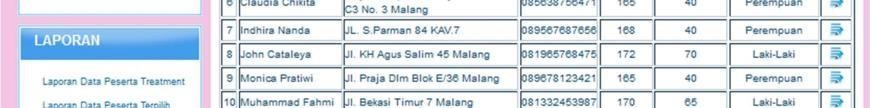 6 Claudia Chikita C3 No. 3 Malang 085638756471 165 40 Perempuan
7 Indhira Nanda JL. S.Parman 84 KAV.7 089567687656 168 40 Perempuan
LAPORAN
8 John Cataleya Jl. KH Agus Salim 45 Malang 081965768475 172 70 Laki-Laki
Laporan Data Peserta Treatment
9 Monica Pratiwi Jl. Praja Dlm Blok E/36 Malang 089678123421 165 40 Perempuan
Laporan Data Peserta Terpilih
10 Muhammad Fahmi Jl. Bekasi Timur 7 Malang 081332453987 170 65 Laki-Laki